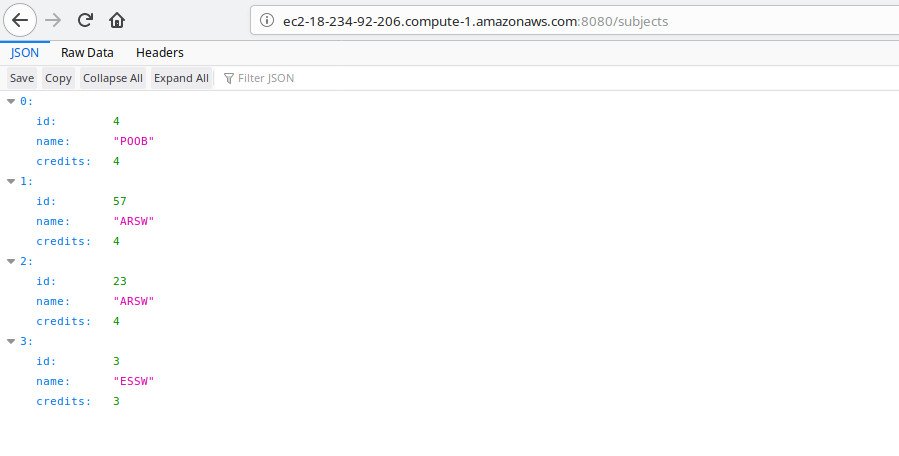 ec2-18-234-92-206.compute-1.amazonaws.com:8080/subjects
JSON Raw Data Headers
Save Copy Collapse All Expand All Filter JSON
0:
id: 4
name: "POOB"
credits: 4
1:
id: 57
name: "ARSW"
credits: 4
2:
id: 23
name: "ARSW"
credits: 4
3:
id: 3
name: "ESSW"
credits: 3